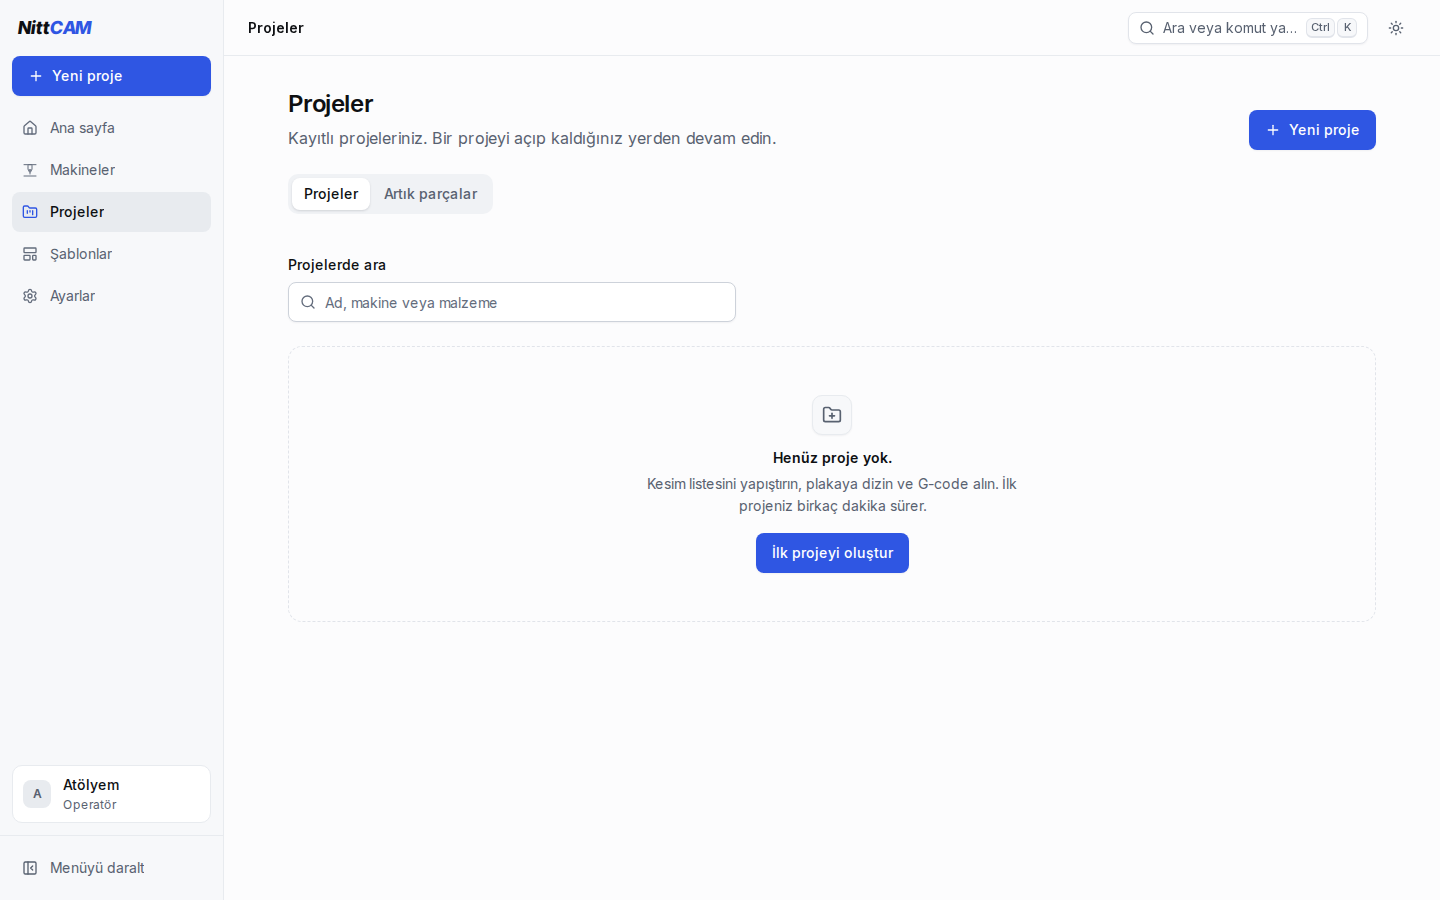 NittCAM
Yeni proje
Ana sayfa
Makineler
Projeler
Şablonlar
Ayarlar
Atölyem
A
Operatör
Menüyü daralt
Projeler
Ara veya komut ya... Ctrl K
Projeler
Kayıtlı projeleriniz. Bir projeyi açıp kaldığınız yerden devam edin.
Yeni proje
Projeler Artık parçalar
Projelerde ara
Ad, makine veya malzeme
Henüz proje yok.
Kesim listesini yapıştırın, plakaya dizin ve G-code alın. İlk
projeniz birkaç dakika sürer.
İlk projeyi oluştur